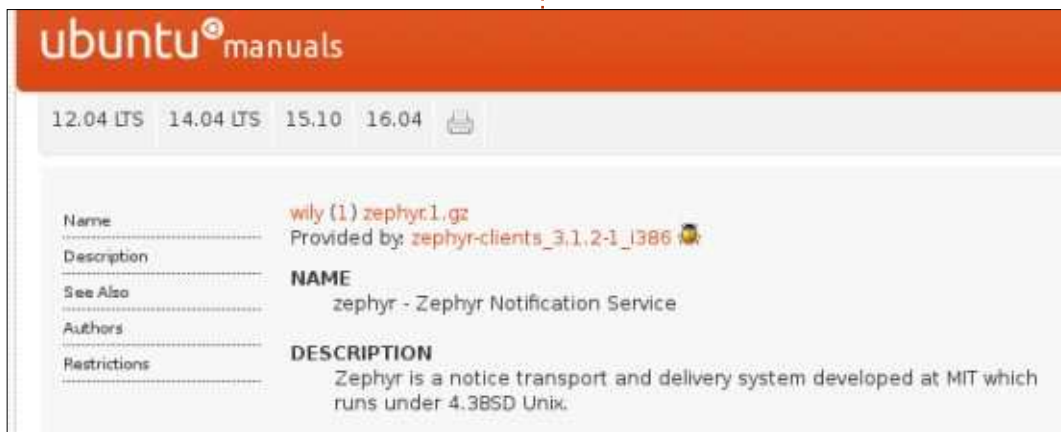 ubuntu manuals
12.04 LTS 14.04 LTS 15.10 16.04
Name
Description
See Also
Authors
Restrictions
wily (1) zephyr.1.gz
Provided by: zephyr-clients_3.1.2-1_i386
NAME
zephyr - Zephyr Notification Service
DESCRIPTION
Zephyr is a notice transport and delivery system developed at MIT which
runs under 4.3BSD Unix.